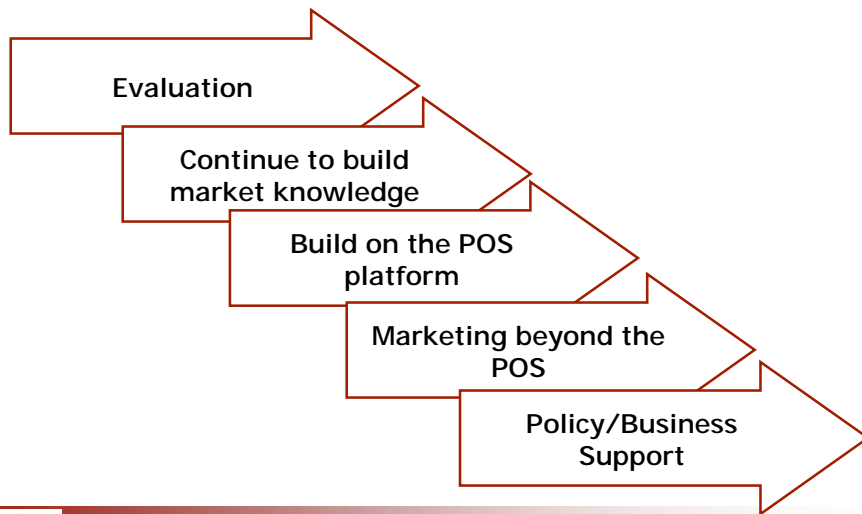 Evaluation
Continue to build
market knowledge
Build on the POS
platform
Marketing beyond the
POS
Policy/Business
Support